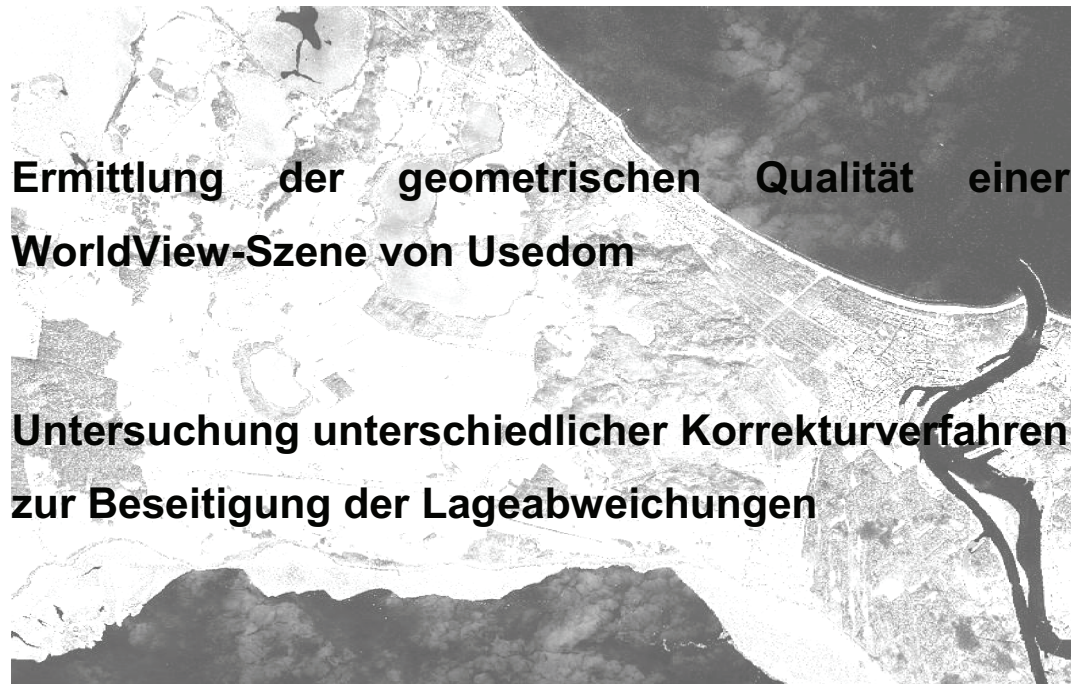 Ermittlung der geometrischen Qualität einer
WorldView-Szene von Usedom
Untersuchung unterschiedlicher Korrekturverfahren
zur Beseitigung der Lageabweichungen